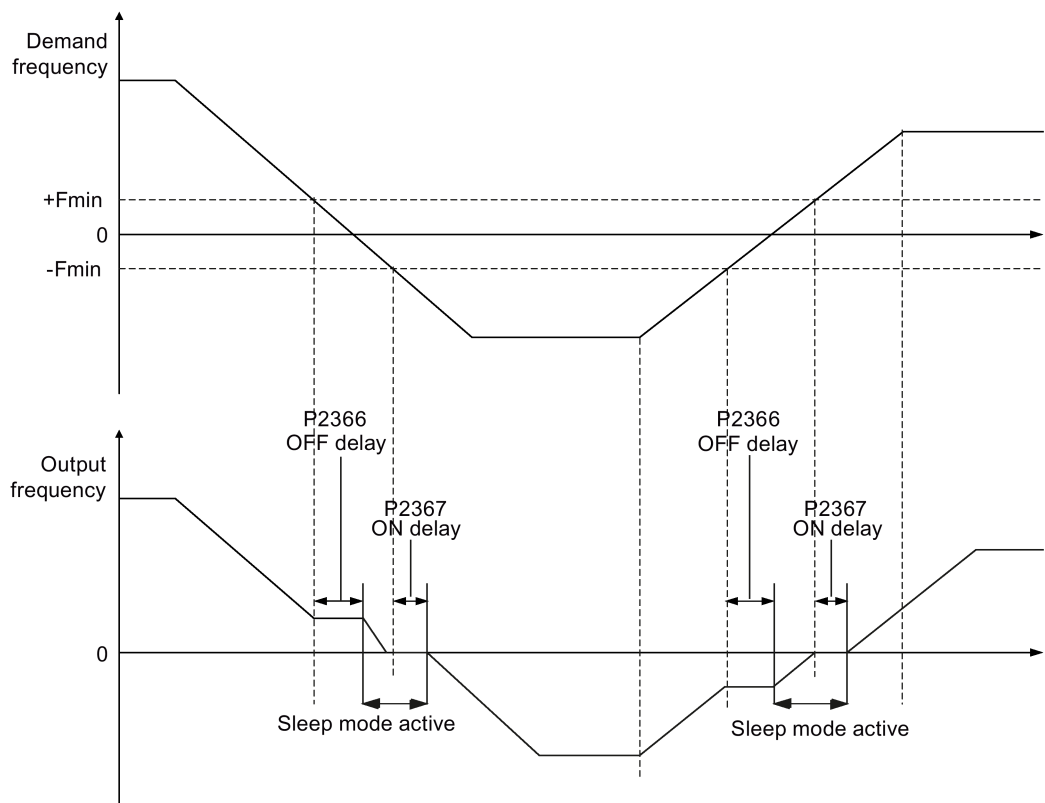 Demand
frequency
+Fmin
0
-Fmin
P2366
OFF delay
P2366
OFF delay
Output
frequency
P2367
ON delay
P2367
ON delay
0
Sleep mode active
Sleep mode active